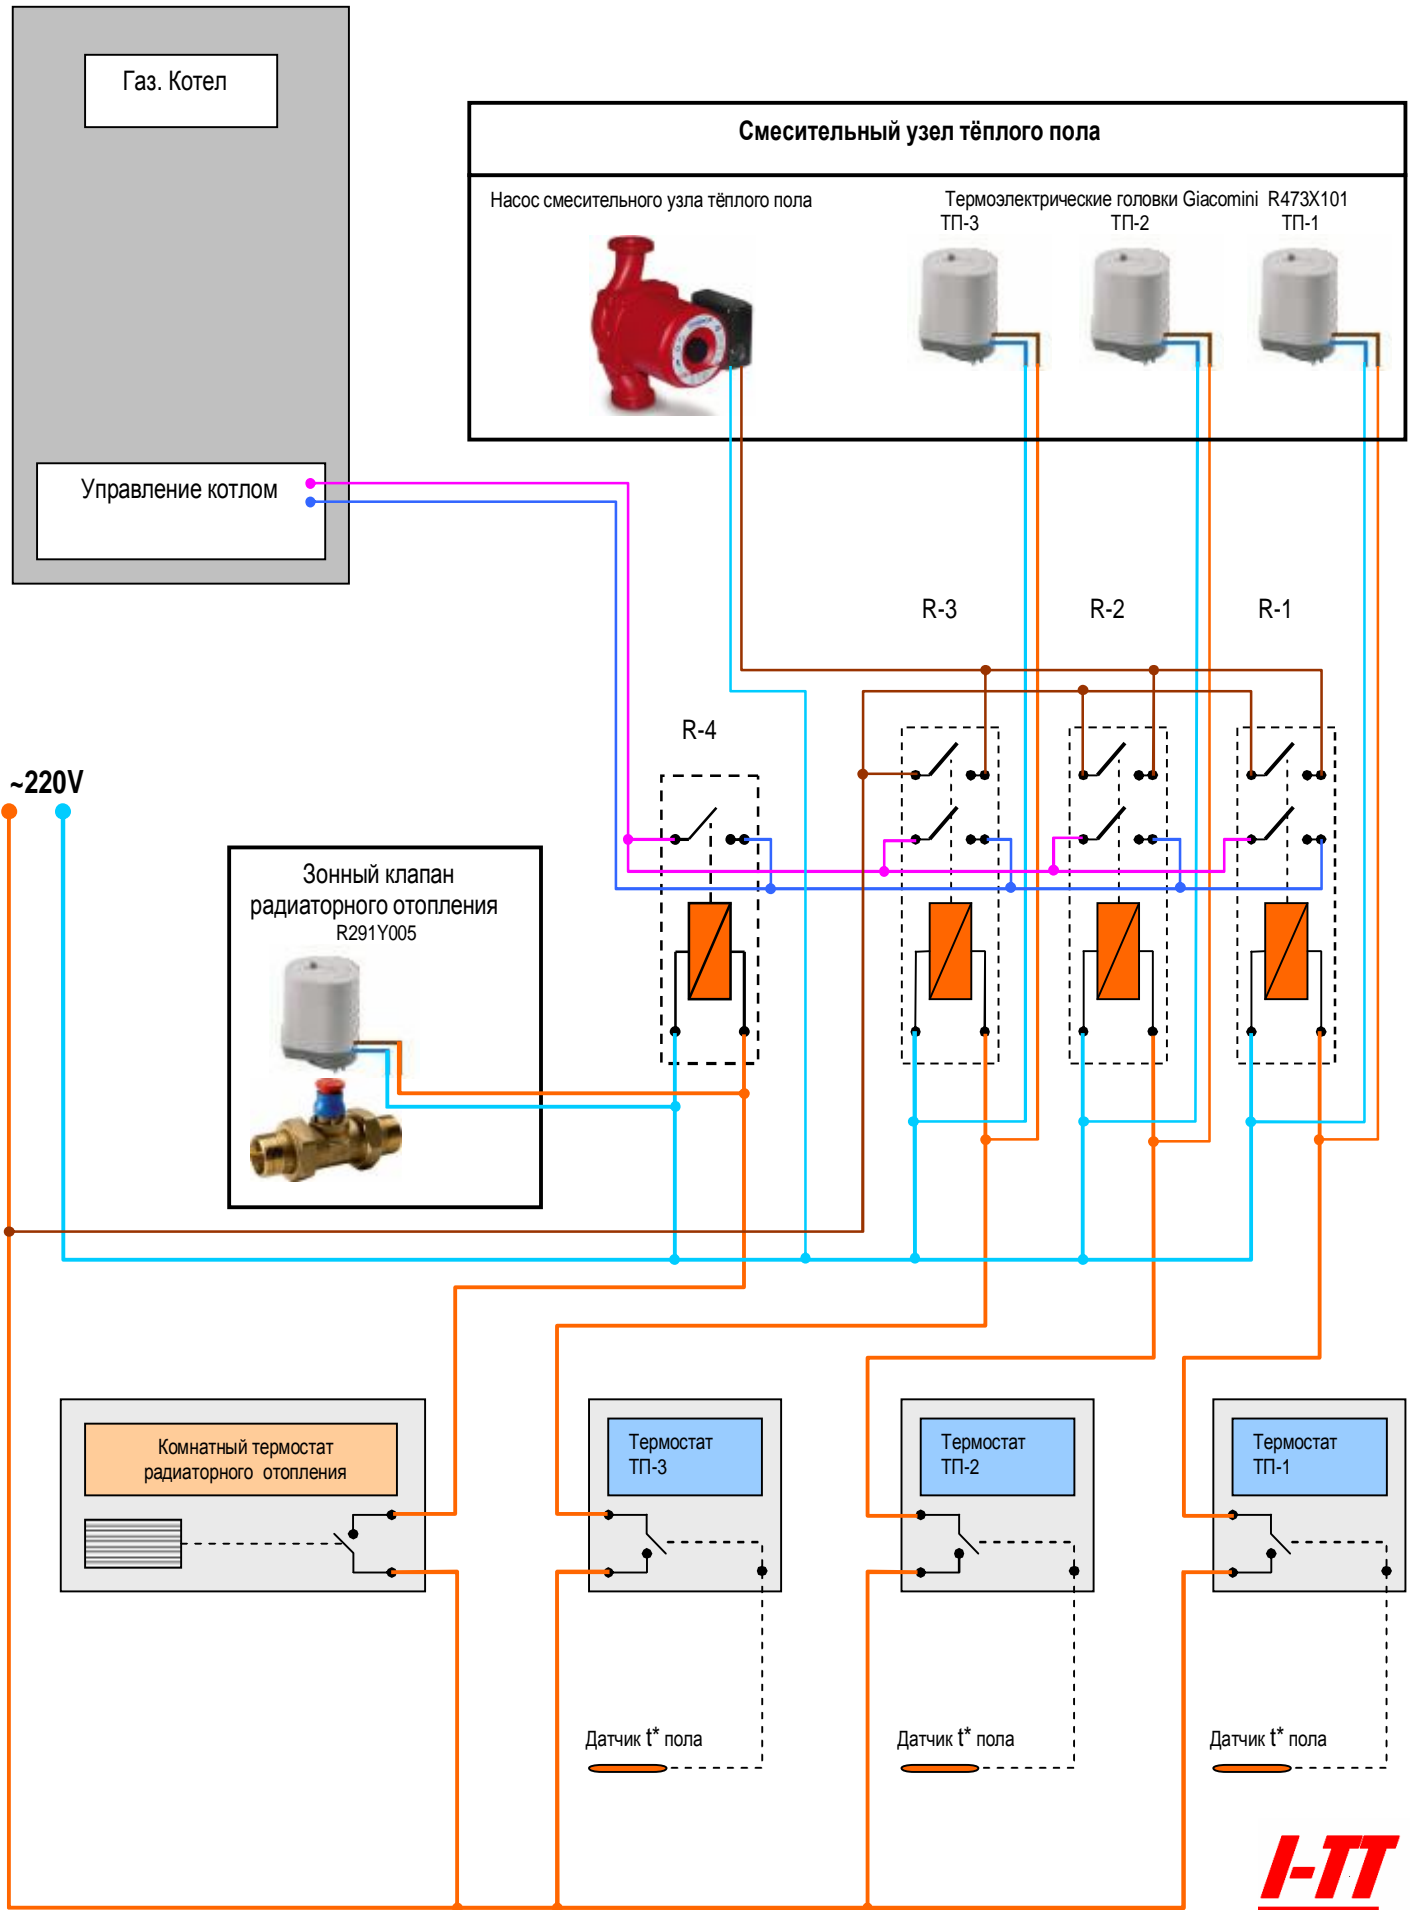 Газ. Котел
Смесительный узел тёплого пола
Насос смесительного узла тёплого пола
Термоэлектрические головки Giacomini R473X101
ТП-3 ТП-2 ТП-1
Управление котлом
R-3 R-2 R-1
R-4
~220V
Зонный клапан
радиаторного отопления
R291Y005
Комнатный термостат
радиаторного отопления
Термостат
ТП-3
Термостат
ТП-2
Термостат
ТП-1
Датчик t* пола
Датчик t* пола
Датчик t* пола
I-TT